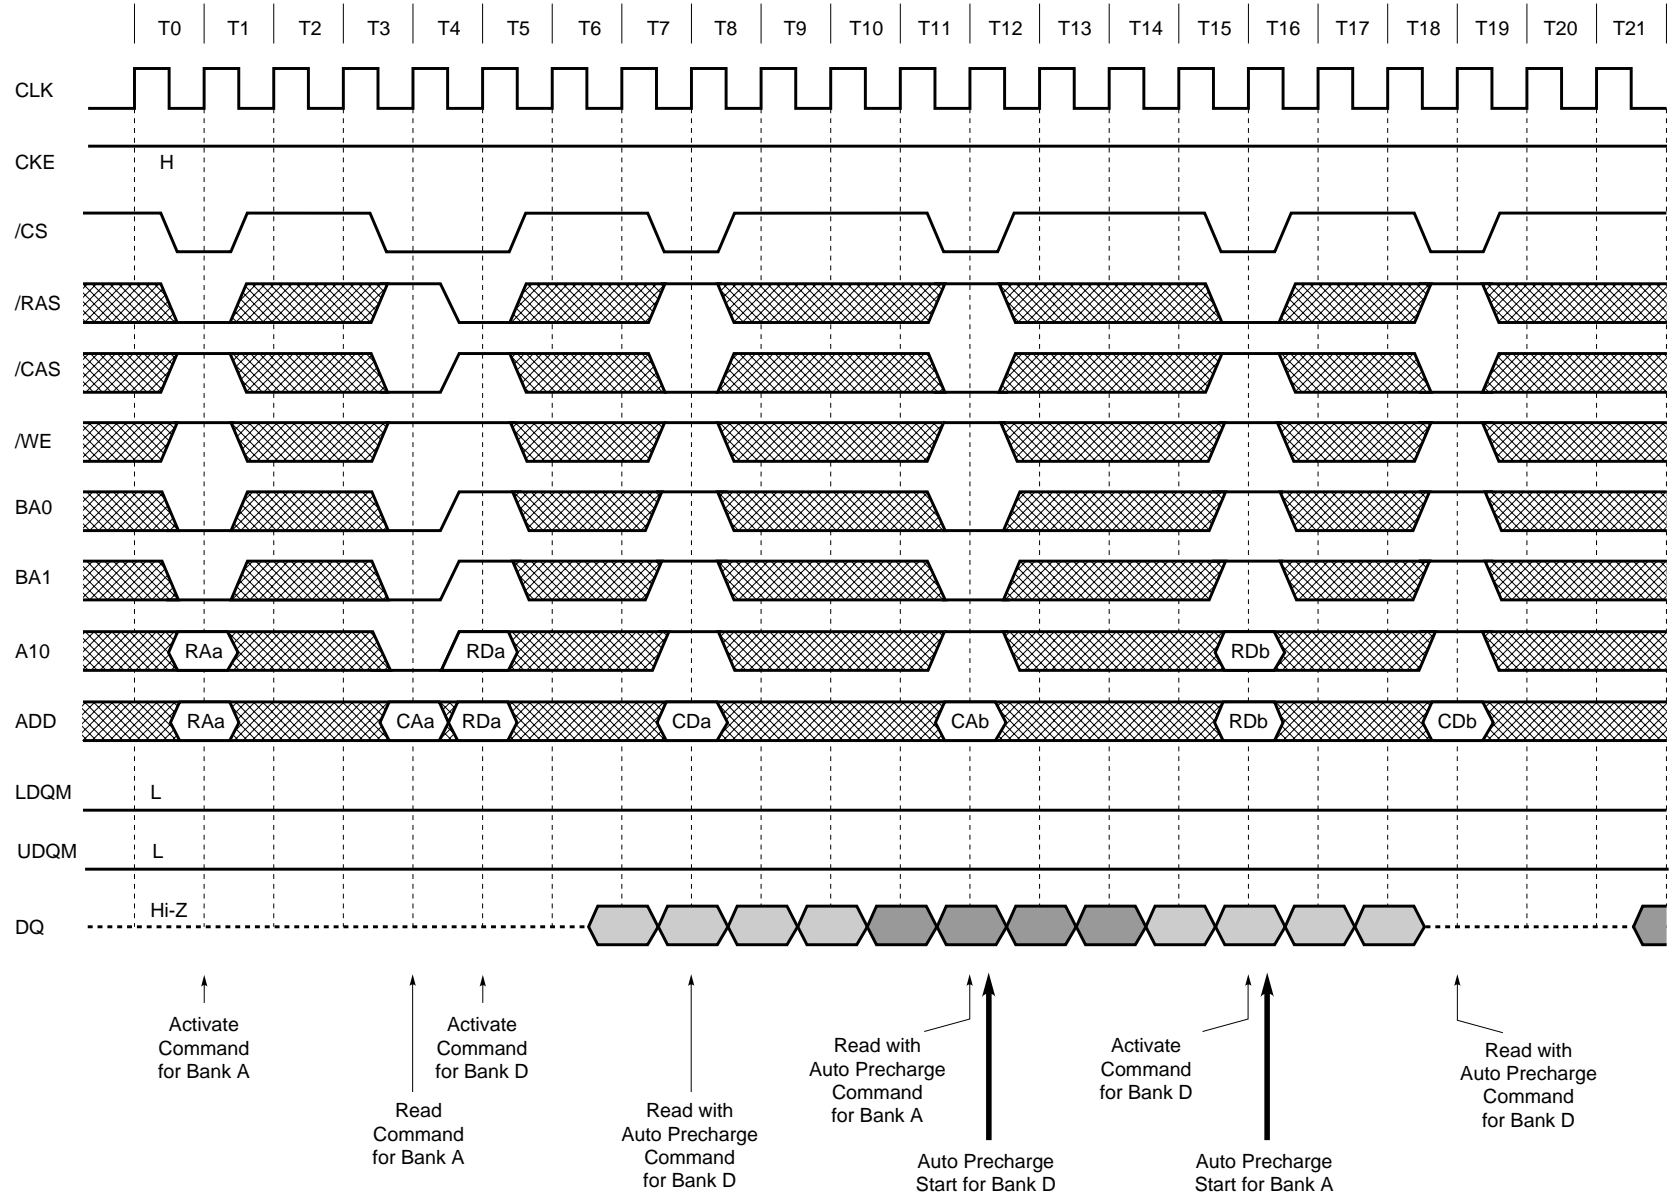 T0 T1 T2 T3 T4 T5 T6 T7 T8 T9 T10 T11 T12 T13 T14 T15 T16 T17 T18 T19 T20 T21
CLK
CKE H
/CS
/RAS
/CAS
/WE
BA0
BA1
A10 RAa RDa RDb
ADD RAa CAa RDa CDa CAb RDb CDb
LDQM L
UDQM L
DQ Hi-Z
Activate
Command
for Bank A
Read
Command
for Bank A
Activate
Command
for Bank D
Read with
Auto Precharge
Command
for Bank D
Read with
Auto Precharge
Command
for Bank A
Auto Precharge
Start for Bank D
Activate
Command
for Bank D
Auto Precharge
Start for Bank A
Read with
Auto Precharge
Command
for Bank D